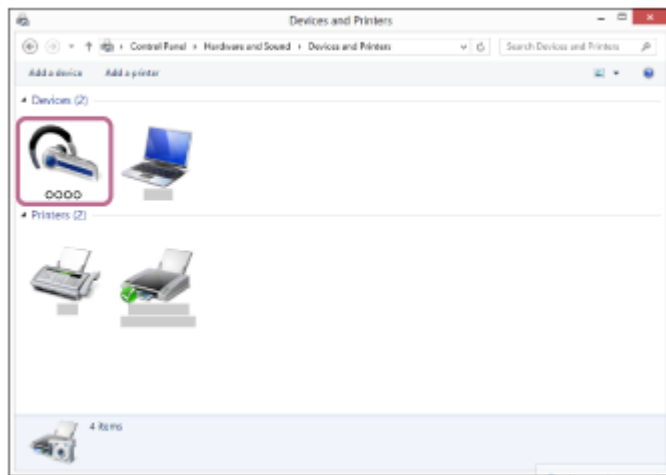 Devices and Printers
Control Panel › Hardware and Sound › Devices and Printers
Search Devices and Printers
Add a device Add a printer
Devices (2)
oooo
Printers (2)
4 items